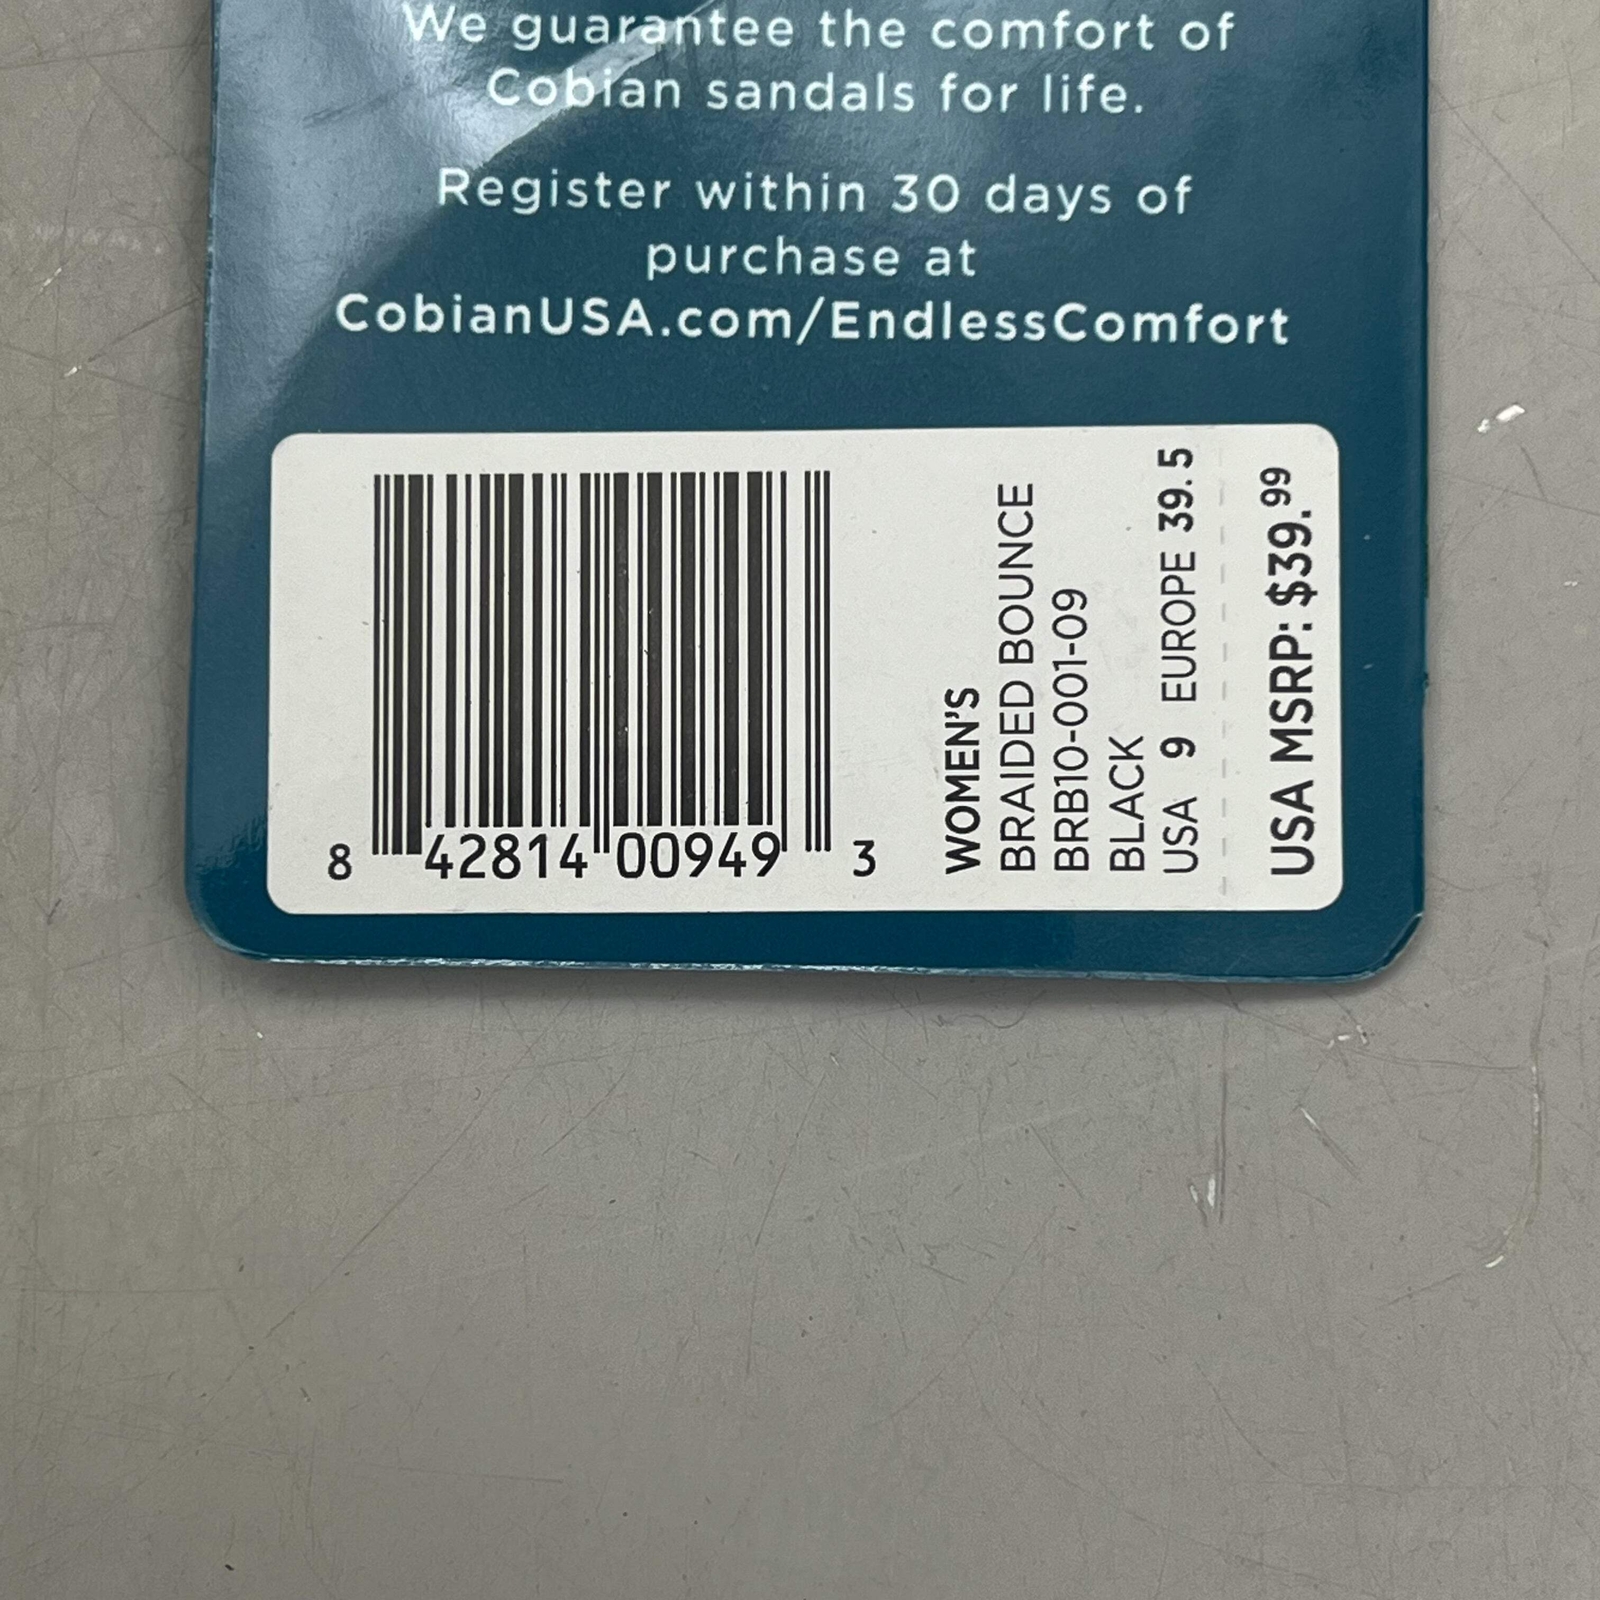 We guarantee the comfort of
Cobian sandals for life.
Register within 30 days of
purchase at
CobianUSA.com/EndlessComfort
8 42814 00949 3
WOMEN'S
BRAIDED BOUNCE
BRB10-001-09
BLACK
USA 9 EUROPE 39.5
USA MSRP: $39.99